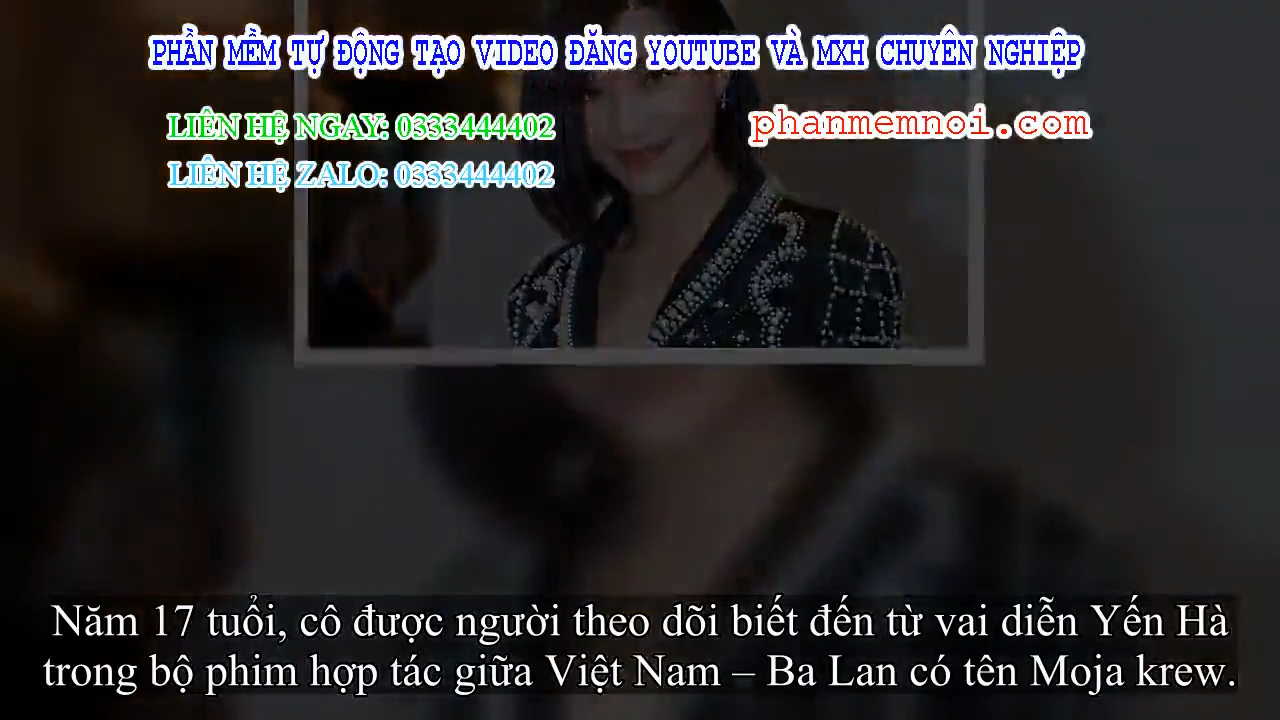 PHẦN MỀM TỰ ĐỘNG TẠO VIDEO ĐĂNG YOUTUBE VÀ MXH CHUYÊN NGHIỆP
LIÊN HỆ NGAY: 0333444402
phanmemnoi.com
LIÊN HỆ ZALO: 0333444402
Năm 17 tuổi, cô được người theo dõi biết đến từ vai diễn Yến Hà
trong bộ phim hợp tác giữa Việt Nam – Ba Lan có tên Moja krew.